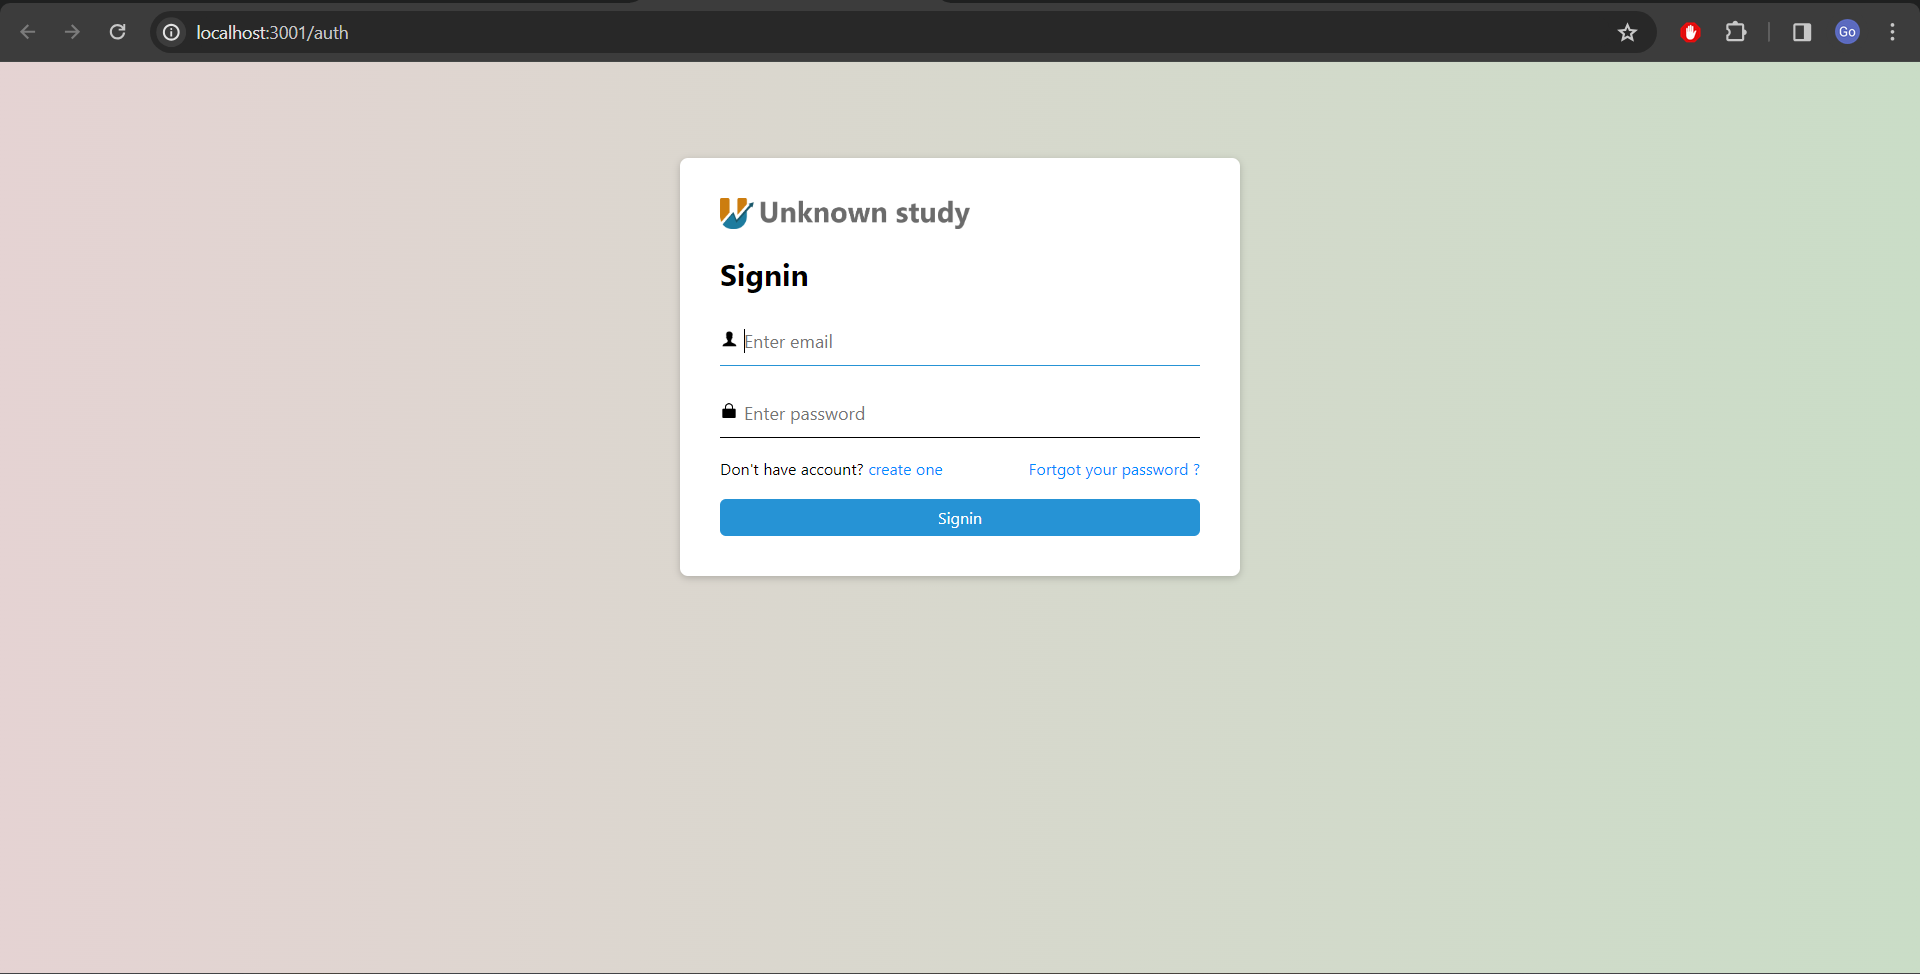 localhost:3001/auth
Go
Unknown study
Signin
Enter email
Enter password
Don't have account? create one
Fortgot your password ?
Signin